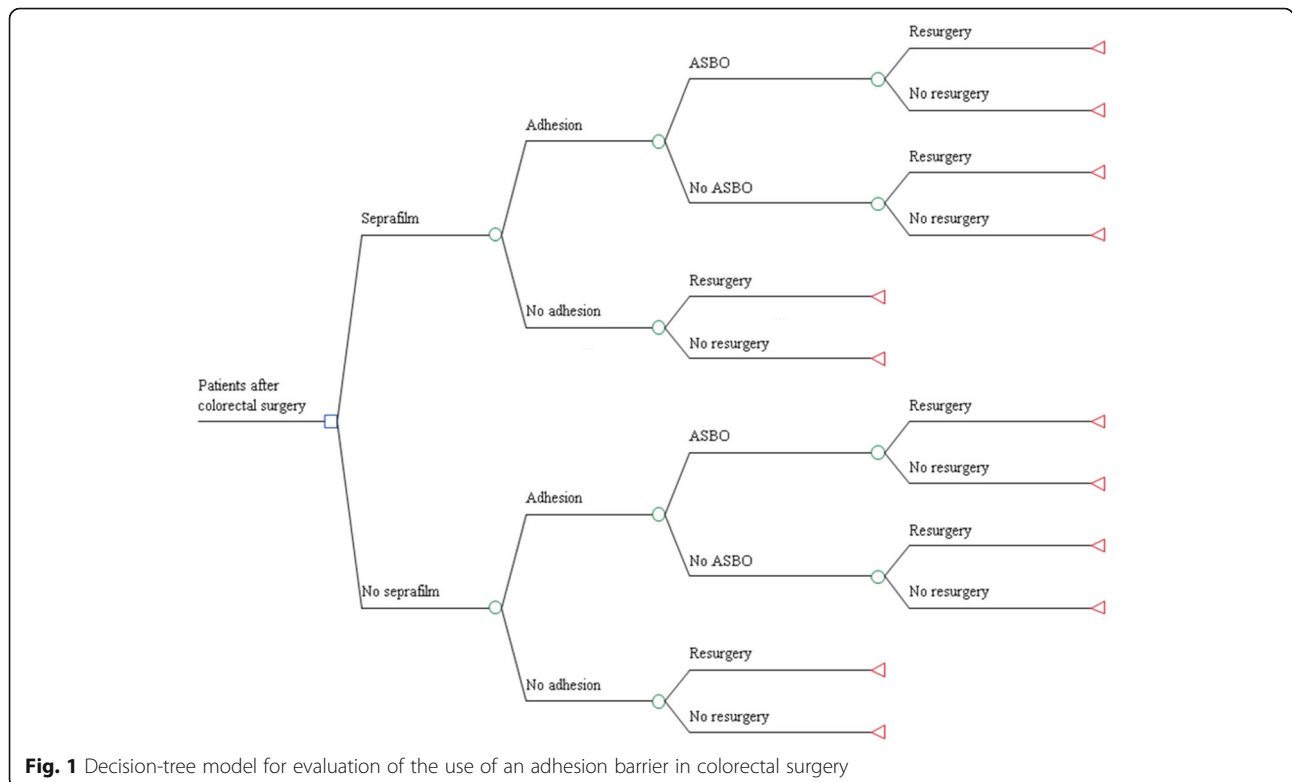 Resurgery
ASBO
No resurgery
Adhesion
Resurgery
No ASBO
No resurgery
Seprafilm
Resurgery
No adhesion
No resurgery
Patients after
colorectal surgery
Resurgery
ASBO
No resurgery
Adhesion
Resurgery
No ASBO
No resurgery
No seprafilm
Resurgery
No adhesion
No resurgery
Fig. 1 Decision-tree model for evaluation of the use of an adhesion barrier in colorectal surgery